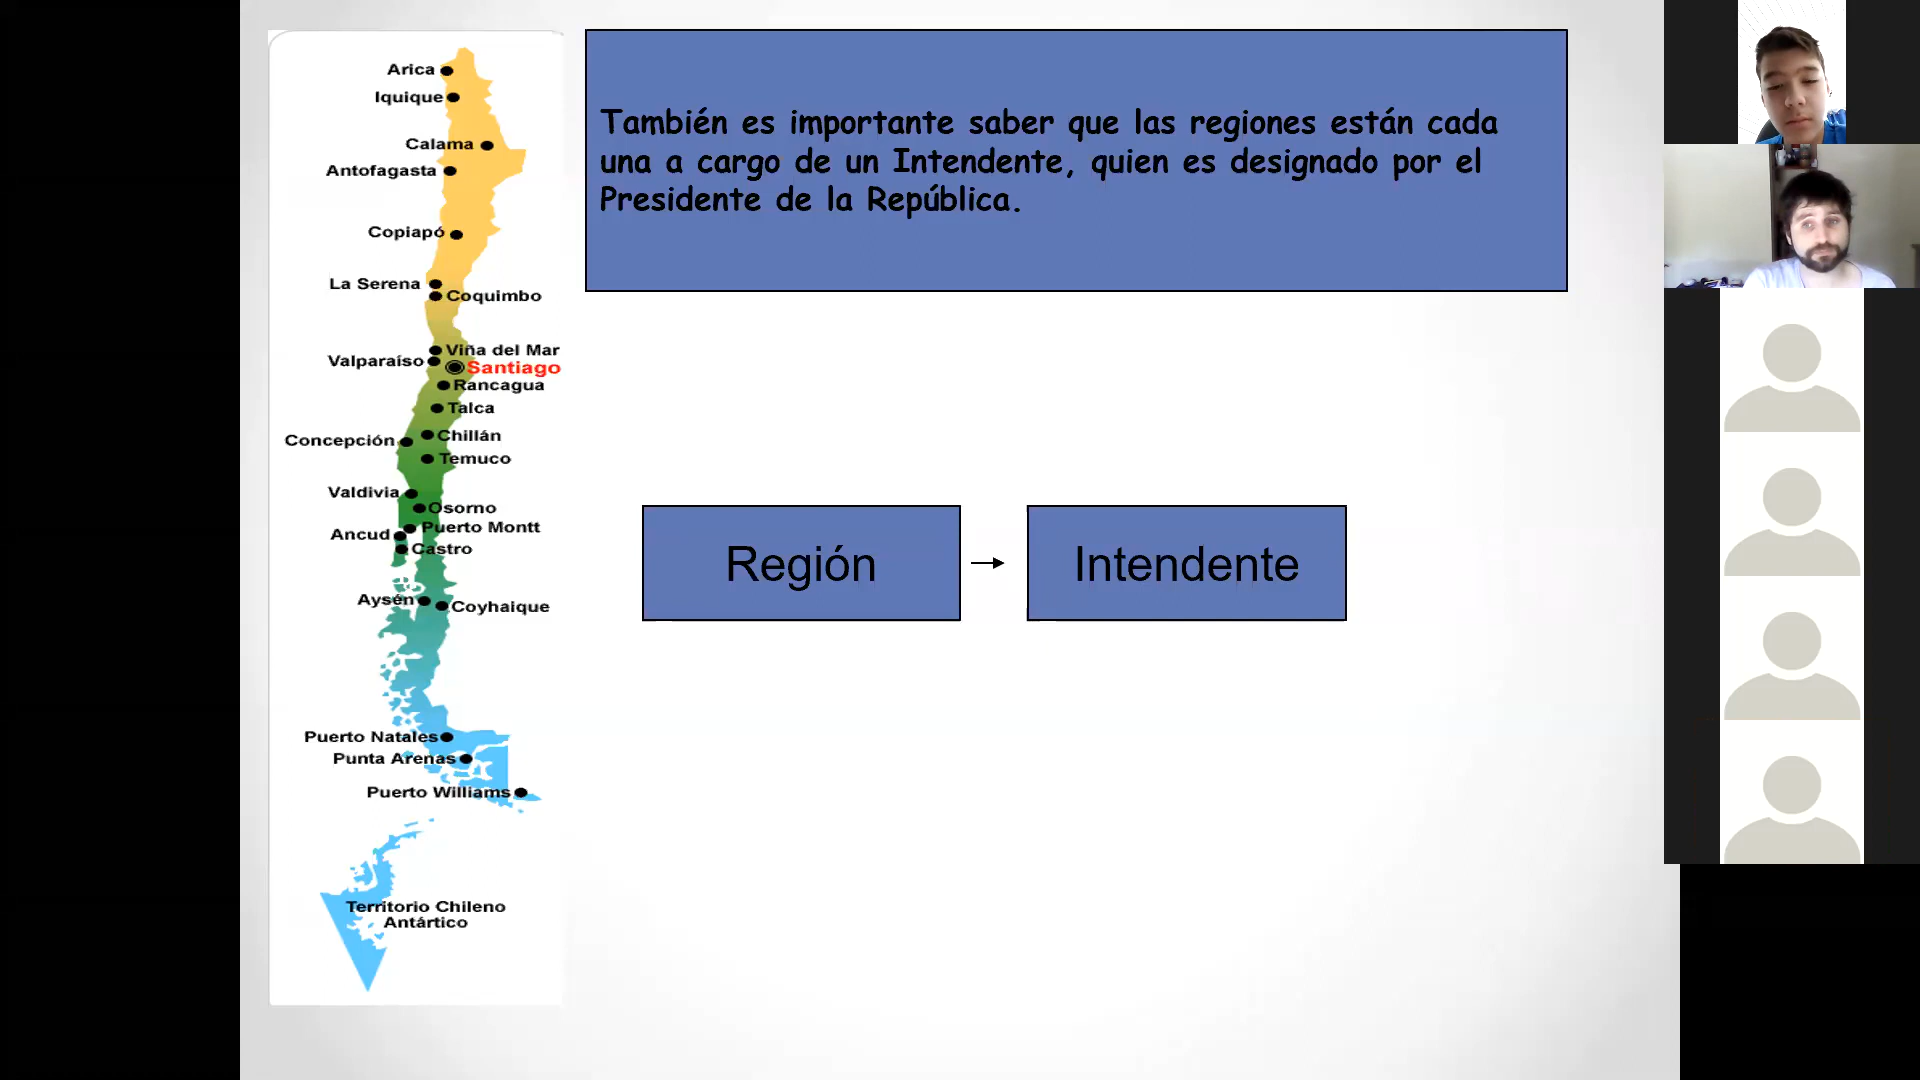 Arica
Iquique
Calama
Antofagasta
Copiapó
La Serena
Coquimbo
Viña del Mar
Valparaíso
Santiago
Rancagua
Talca
Chillán
Concepción
Temuco
Valdivia
Osorno
Puerto Montt
Ancud
Castro
Aysén
Coyhaique
Puerto Natales
Punta Arenas
Puerto Williams
Territorio Chileno
Antártico
También es importante saber que las regiones están cada
una a cargo de un Intendente, quien es designado por el
Presidente de la República.
Región
Intendente